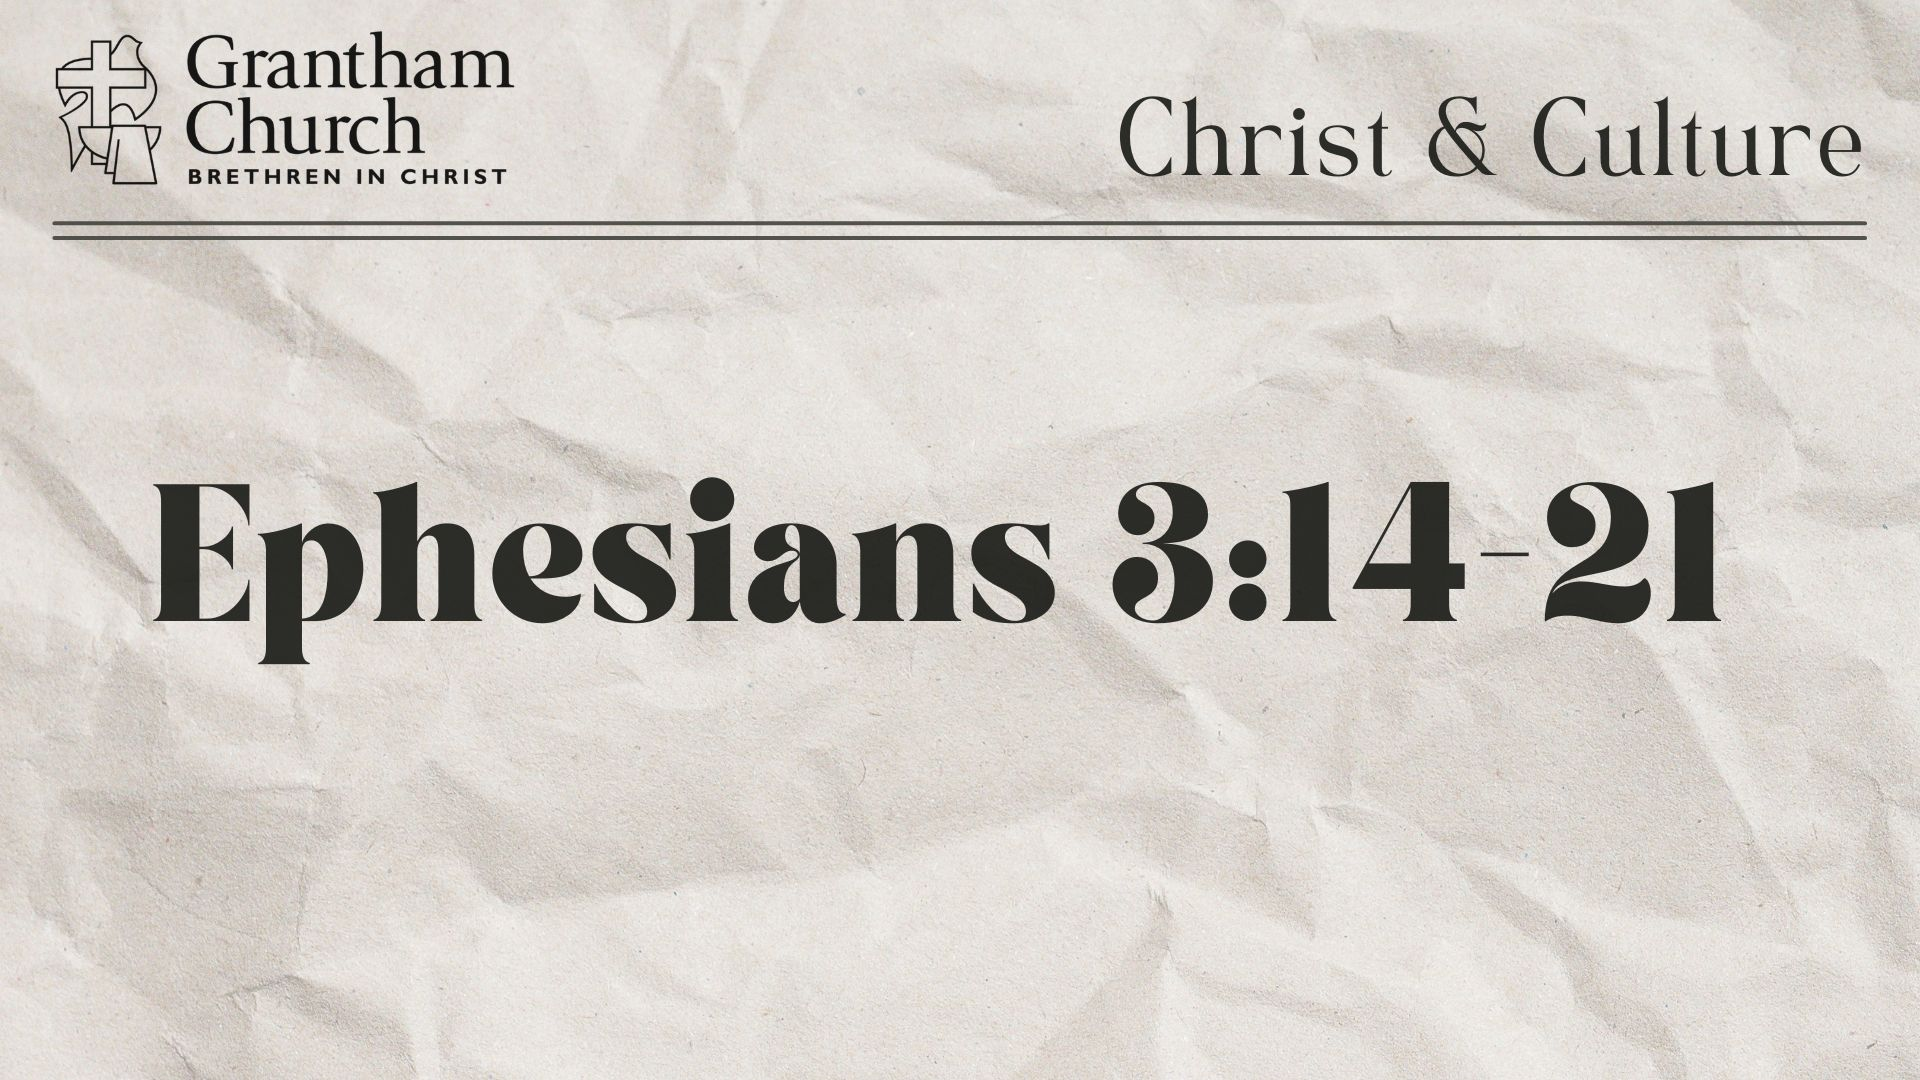 Grantham
Church
BRETHREN IN CHRIST
Christ & Culture
Ephesians 3:14-21